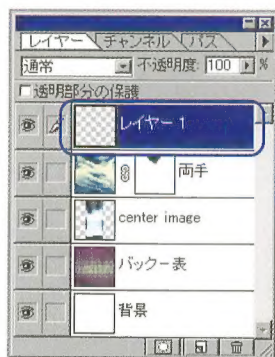 レイヤー チャンネル パス
通常 不透明度: 100 %
透明部分の保護
レイヤー 1
両手
center image
バックー表
背景